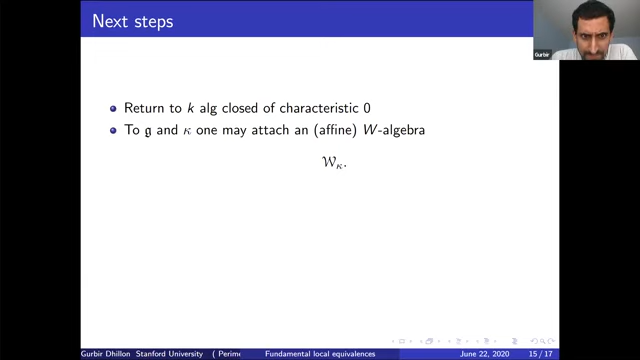 Next steps
Gurbir
Return to k alg closed of characteristic 0
To 𝔤 and κ one may attach an (affine) W-algebra
𝒲κ.
Gurbir Dhillon Stanford University ( Perime Fundamental local equivalences June 22, 2020 15 / 17